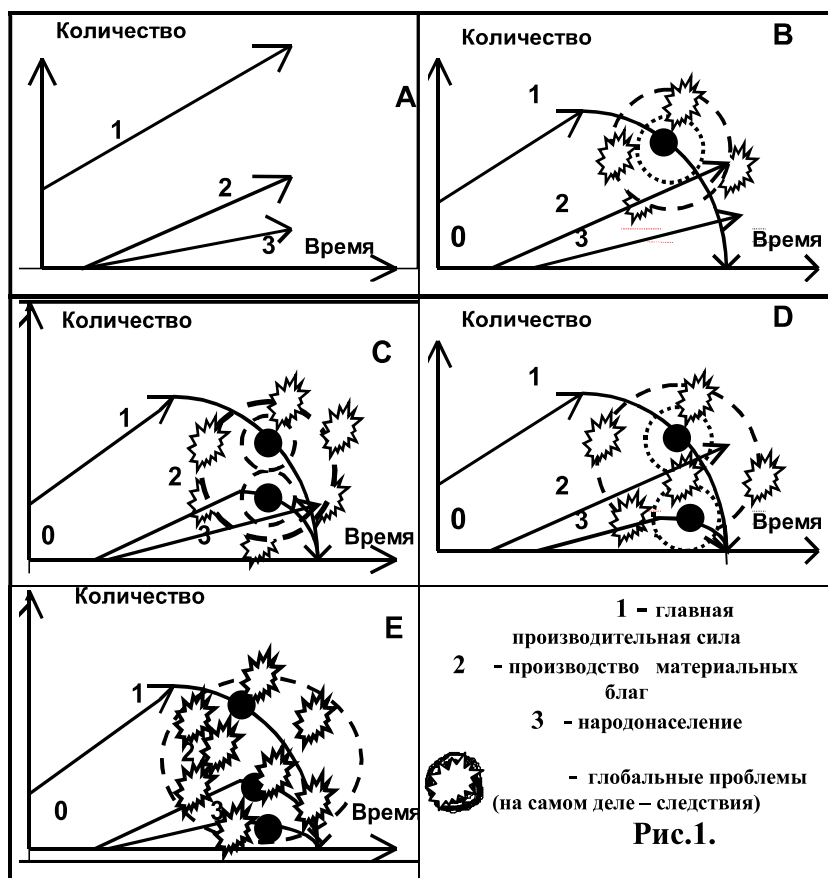 Количество
A
1
2
3
Время
Количество
B
1
2
0
3
Время
Количество
C
1
2
0
3
Время
Количество
D
1
2
0
3
Время
Количество
E
1
2
0
3
Время
1 – главная
производительная сила
2 - производство материальных
благ
3 - народонаселение
- глобальные проблемы
(на самом деле – следствия)
Рис.1.